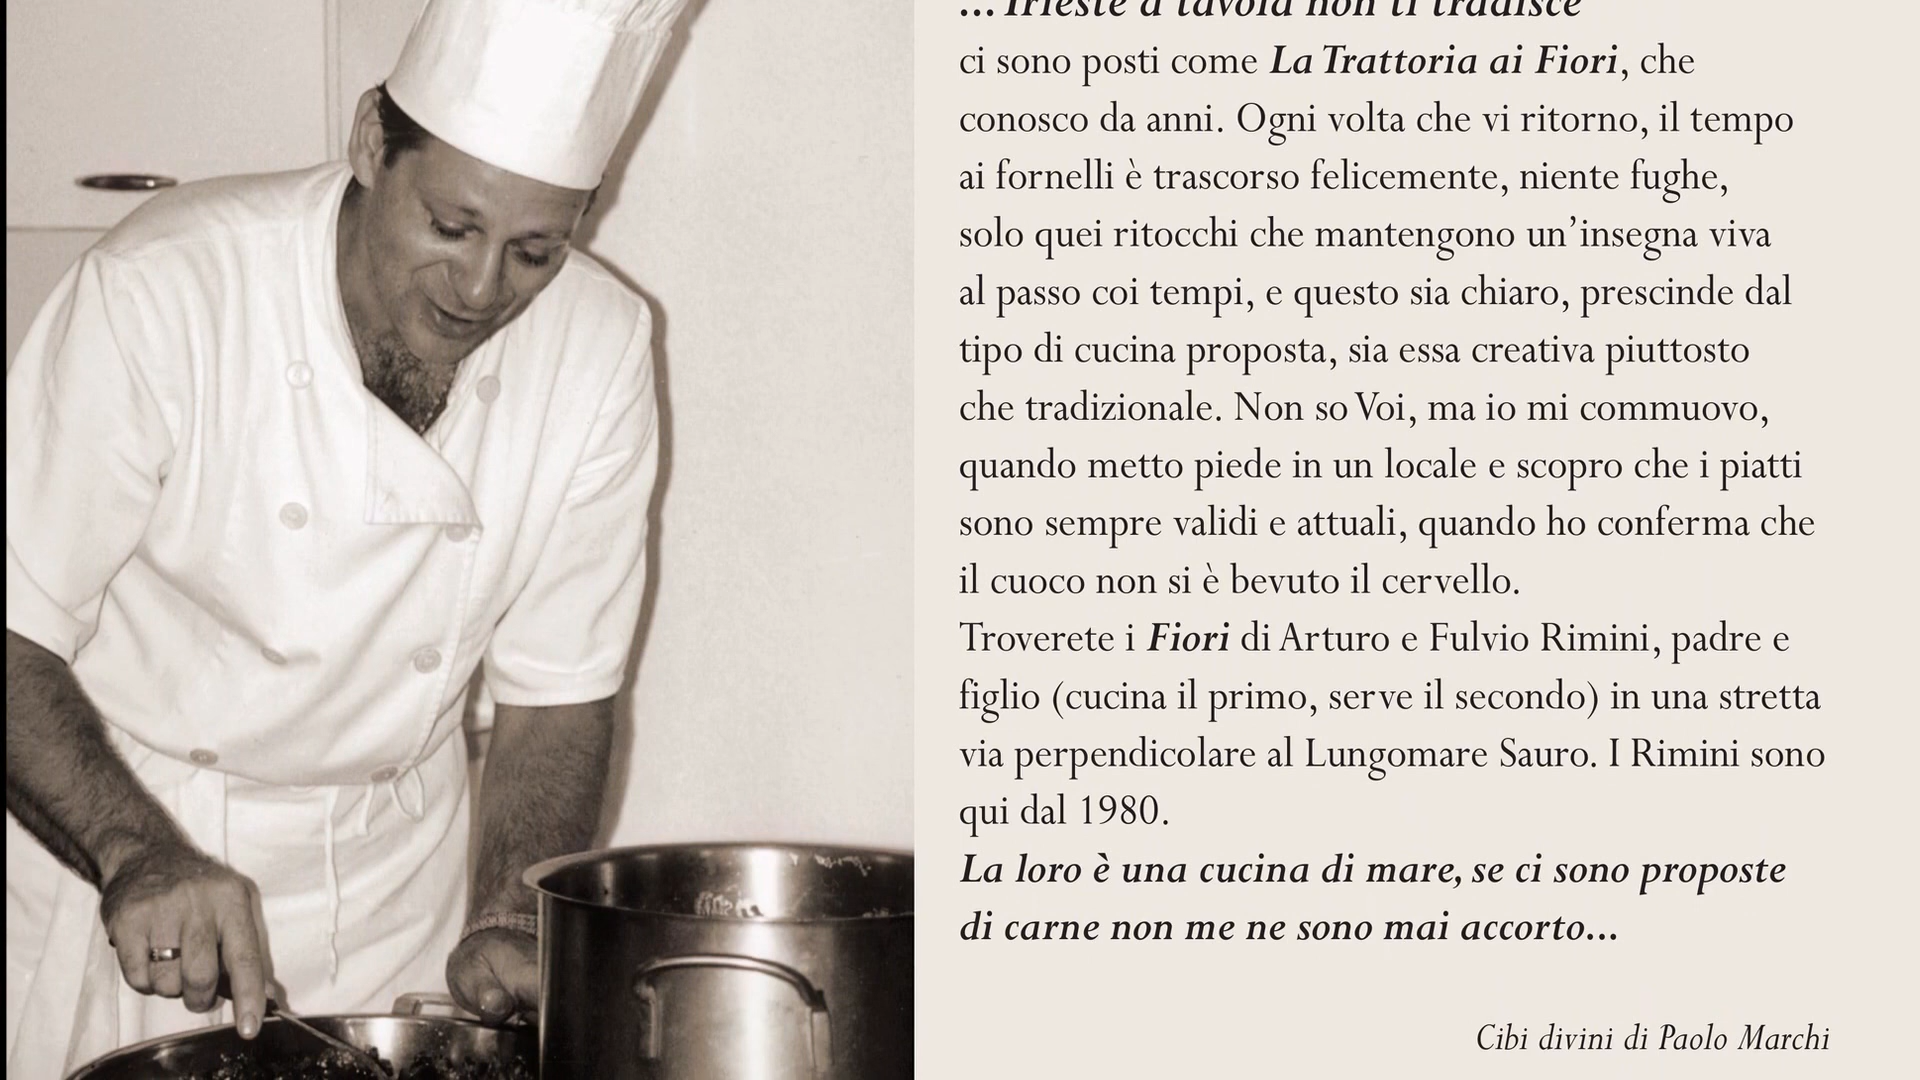 ...Trieste a tavola non ti tradisce
ci sono posti come La Trattoria ai Fiori, che
conosco da anni. Ogni volta che vi ritorno, il tempo
ai fornelli è trascorso felicemente, niente fughe,
solo quei ritocchi che mantengono un’insegna viva
al passo coi tempi, e questo sia chiaro, prescinde dal
tipo di cucina proposta, sia essa creativa piuttosto
che tradizionale. Non so Voi, ma io mi commuovo,
quando metto piede in un locale e scopro che i piatti
sono sempre validi e attuali, quando ho conferma che
il cuoco non si è bevuto il cervello.
Troverete i Fiori di Arturo e Fulvio Rimini, padre e
figlio (cucina il primo, serve il secondo) in una stretta
via perpendicolare al Lungomare Sauro. I Rimini sono
qui dal 1980.
La loro è una cucina di mare, se ci sono proposte
di carne non me ne sono mai accorto...
Cibi divini di Paolo Marchi